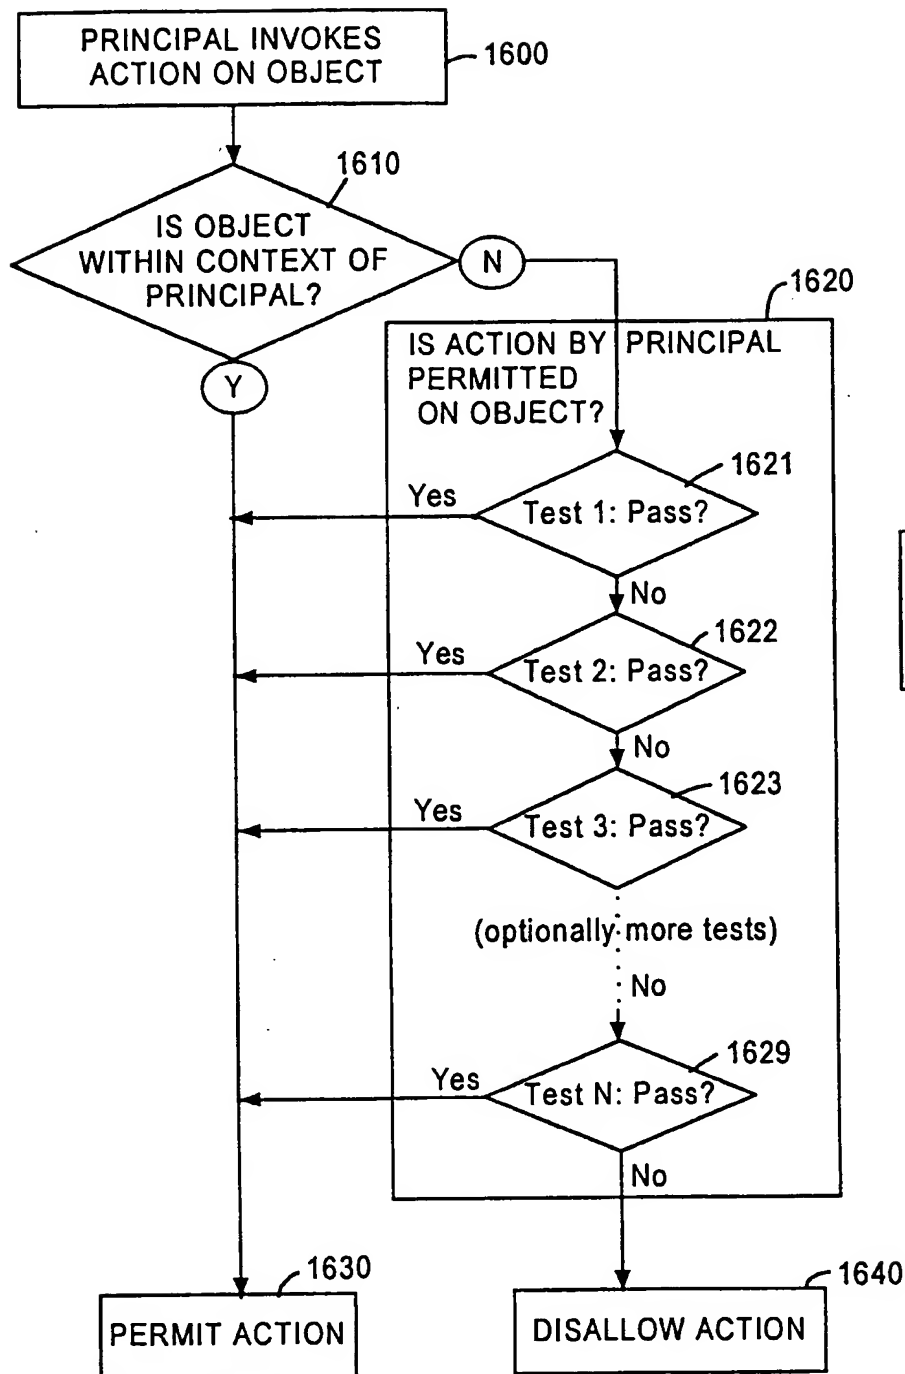 PRINCIPAL INVOKES
ACTION ON OBJECT
1600
1610
IS OBJECT
WITHIN CONTEXT OF
PRINCIPAL?
N
Y
1620
IS ACTION BY PRINCIPAL
PERMITTED
ON OBJECT?
1621
Yes
Test 1: Pass?
No
1622
Yes
Test 2: Pass?
No
1623
Yes
Test 3: Pass?
(optionally more tests)
No
1629
Yes
Test N: Pass?
No
1630
PERMIT ACTION
1640
DISALLOW ACTION